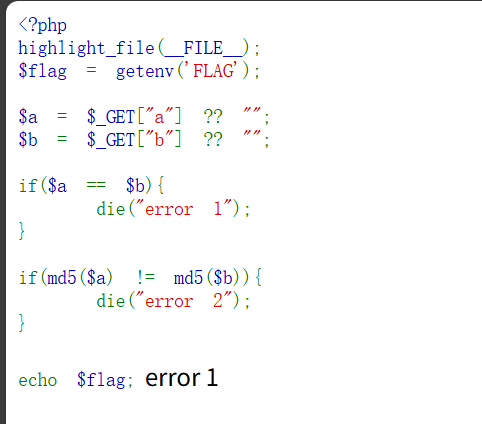 <?php
highlight_file(__FILE__);
$flag = getenv('FLAG');
$a = $_GET["a"] ?? "";
$b = $_GET["b"] ?? "";
if($a == $b){
die("error 1");
}
if(md5($a) != md5($b)){
die("error 2");
}
echo $flag; error 1